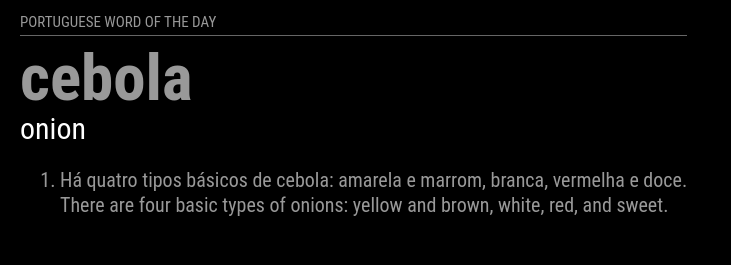 PORTUGUESE WORD OF THE DAY
cebola
onion
1. Há quatro tipos básicos de cebola: amarela e marrom, branca, vermelha e doce.
There are four basic types of onions: yellow and brown, white, red, and sweet.